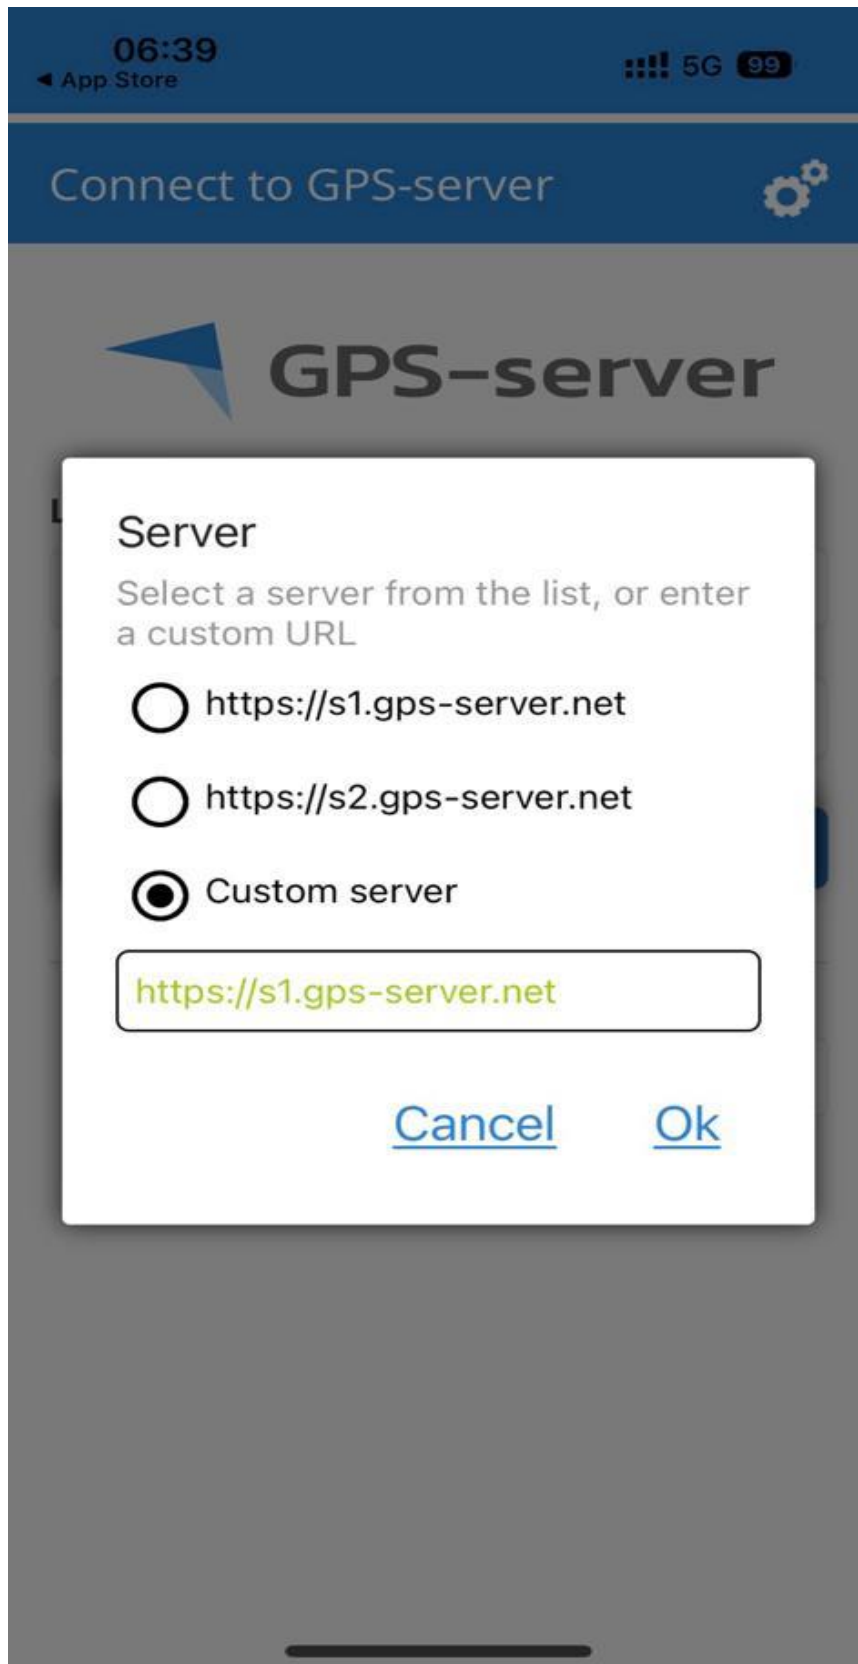 06:39
◀ App Store
5G 99
Connect to GPS-server
GPS-server
L
Server
Select a server from the list, or enter
a custom URL
https://s1.gps-server.net
https://s2.gps-server.net
Custom server
https://s1.gps-server.net
Cancel Ok